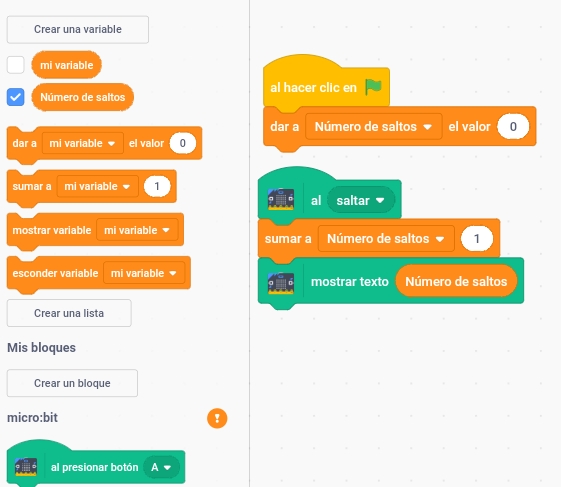 Crear una variable
mi variable
Número de saltos
dar a mi variable el valor 0
sumar a mi variable 1
mostrar variable mi variable
esconder variable mi variable
Crear una lista
Mis bloques
Crear un bloque
micro:bit
!
al presionar botón A
al hacer clic en
dar a Número de saltos el valor 0
al saltar
sumar a Número de saltos 1
mostrar texto Número de saltos